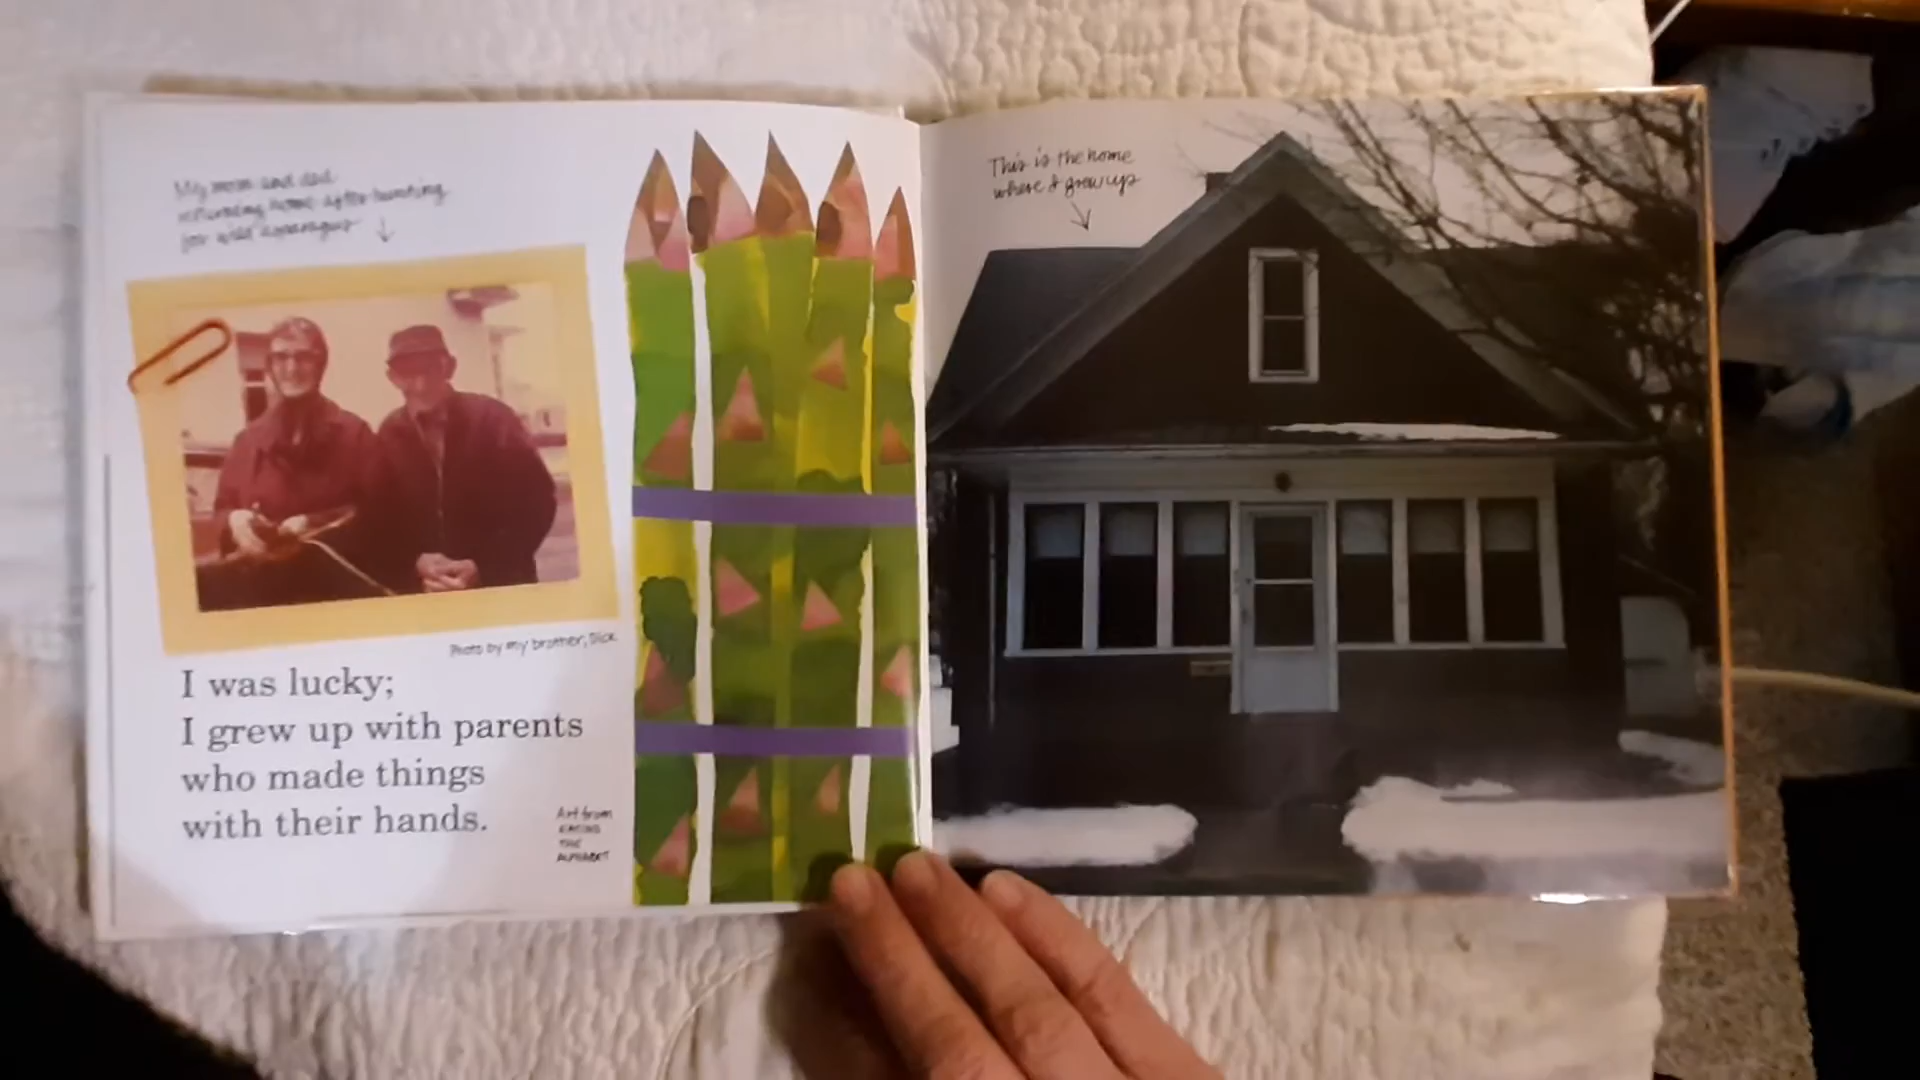 My mom and dad
returning home after hunting
for wild asparagus
Photo by my brother, Dick.
I was lucky;
I grew up with parents
who made things
with their hands.
Art from
EATING
THE
ALPHABET
This is the home
where I grew up